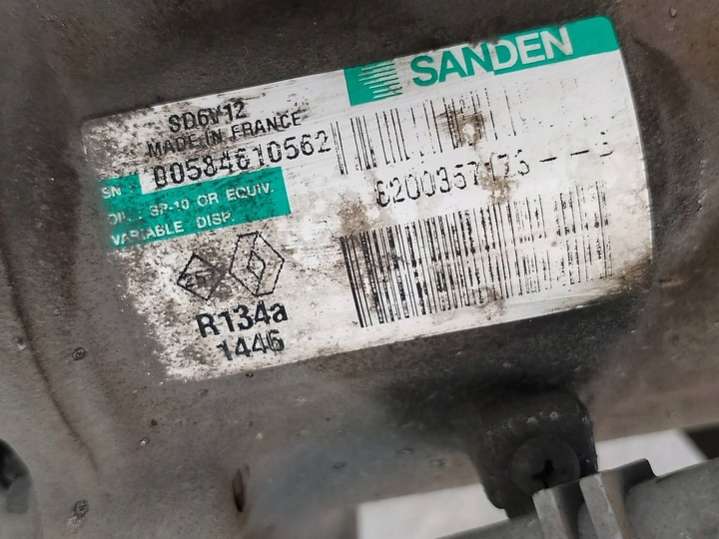 SANDEN
SD6V12
MADE IN FRANCE
SN 00584610562
OIL: SP-10 OR EQUIV.
VARIABLE DISP.
R134a
1446